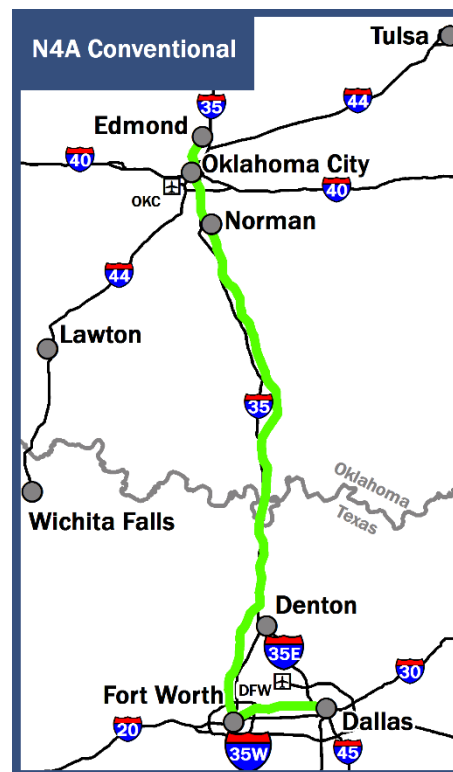 N4A Conventional
Tulsa
44
35
Edmond
40
Oklahoma City
40
OKC
Norman
44
Lawton
35
Oklahoma
Texas
Wichita Falls
Denton
35E
30
DFW
Fort Worth
Dallas
20
35W
45